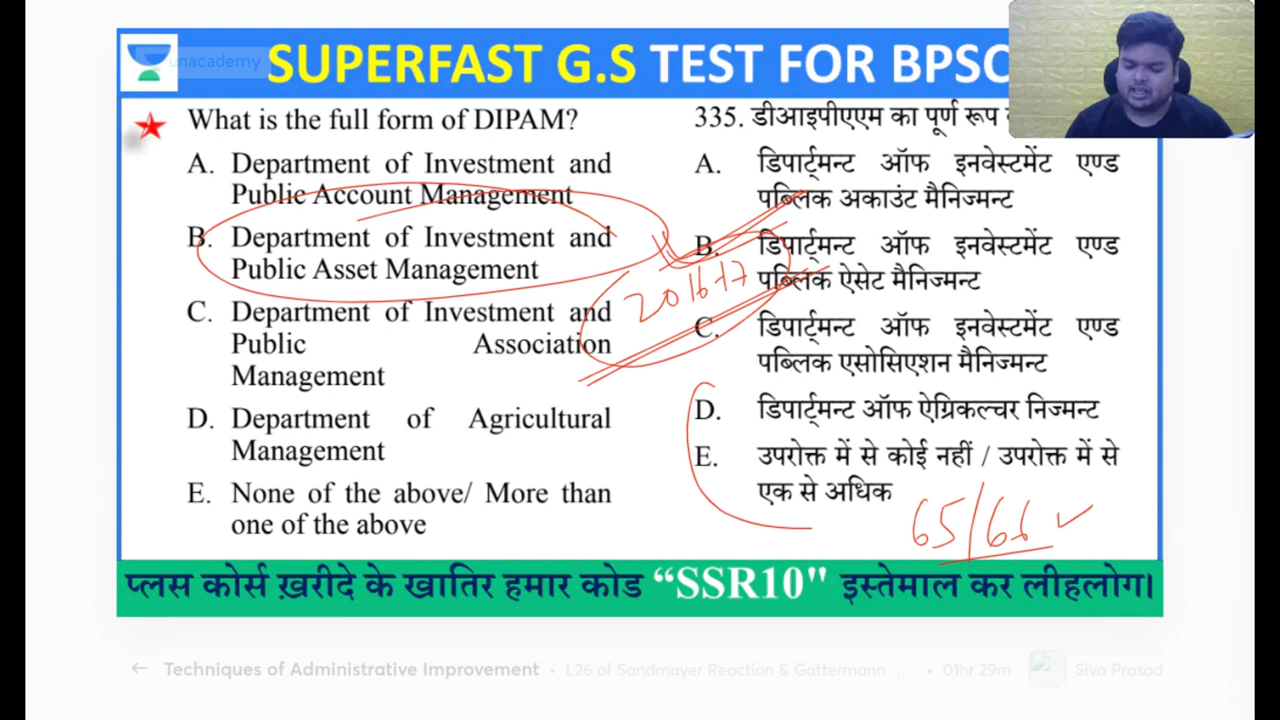 unacademy
SUPERFAST G.S TEST FOR BPSC
What is the full form of DIPAM?
A. Department of Investment and
Public Account Management
B. Department of Investment and
Public Asset Management
C. Department of Investment and
Public Association
Management
D. Department of Agricultural
Management
E. None of the above/ More than
one of the above
335. डीआइपीएएम का पूर्ण रूप
A. डिपार्ट्मन्ट ऑफ इनवेस्टमेंट एण्ड
पब्लिक अकाउंट मैनिज्मन्ट
B. डिपार्ट्मन्ट ऑफ इनवेस्टमेंट एण्ड
पब्लिक ऐसेट मैनिज्मन्ट
C. डिपार्ट्मन्ट ऑफ इनवेस्टमेंट एण्ड
पब्लिक एसोसिएशन मैनिज्मन्ट
D. डिपार्ट्मन्ट ऑफ ऐग्रिकल्चर निज्मन्ट
E. उपरोक्त में से कोई नहीं / उपरोक्त में से
एक से अधिक
2016-17
65/66
प्लस कोर्स ख़रीदे के खातिर हमार कोड “SSR10" इस्तेमाल कर लीहलोग।
Techniques of Administrative Improvement • L26 of Sandmayer Reaction & Gattermann ... • 01hr 29m Siva Prasad